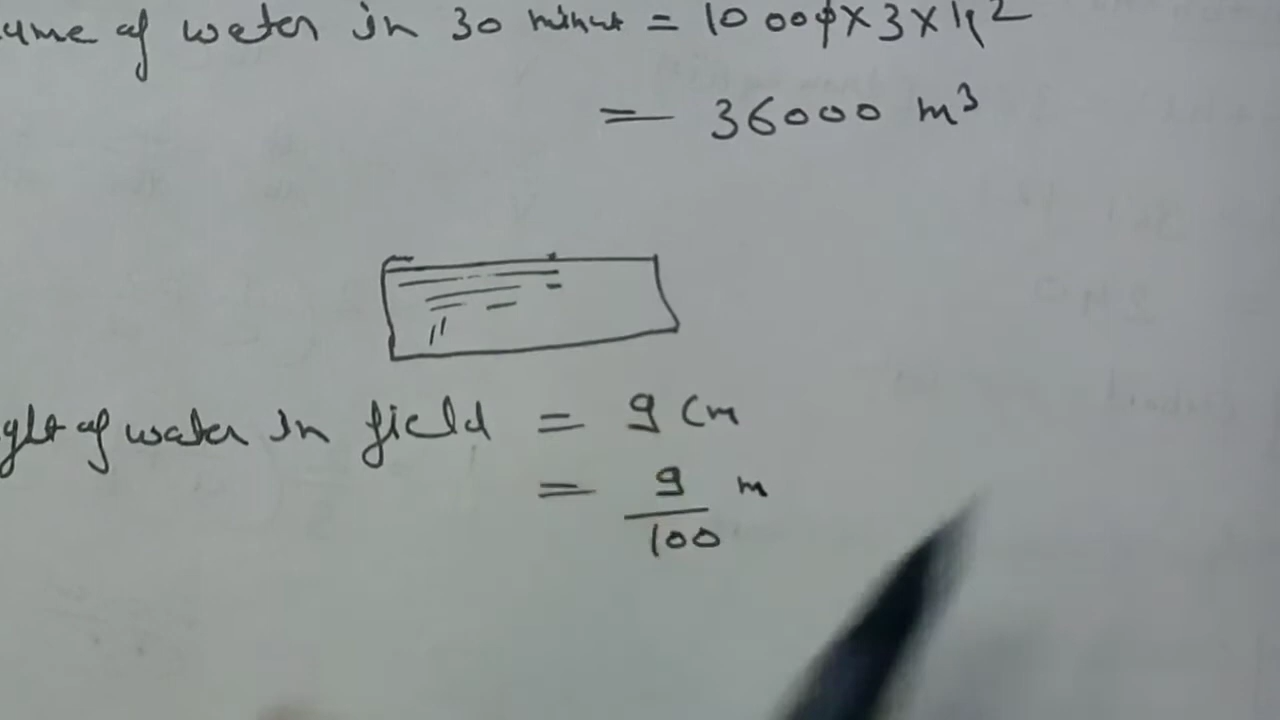 ume of water in 30 minut = 10000 × 3 × 1.2
= 36000 m³
ght of water in field = 9 cm
= 9/100 m